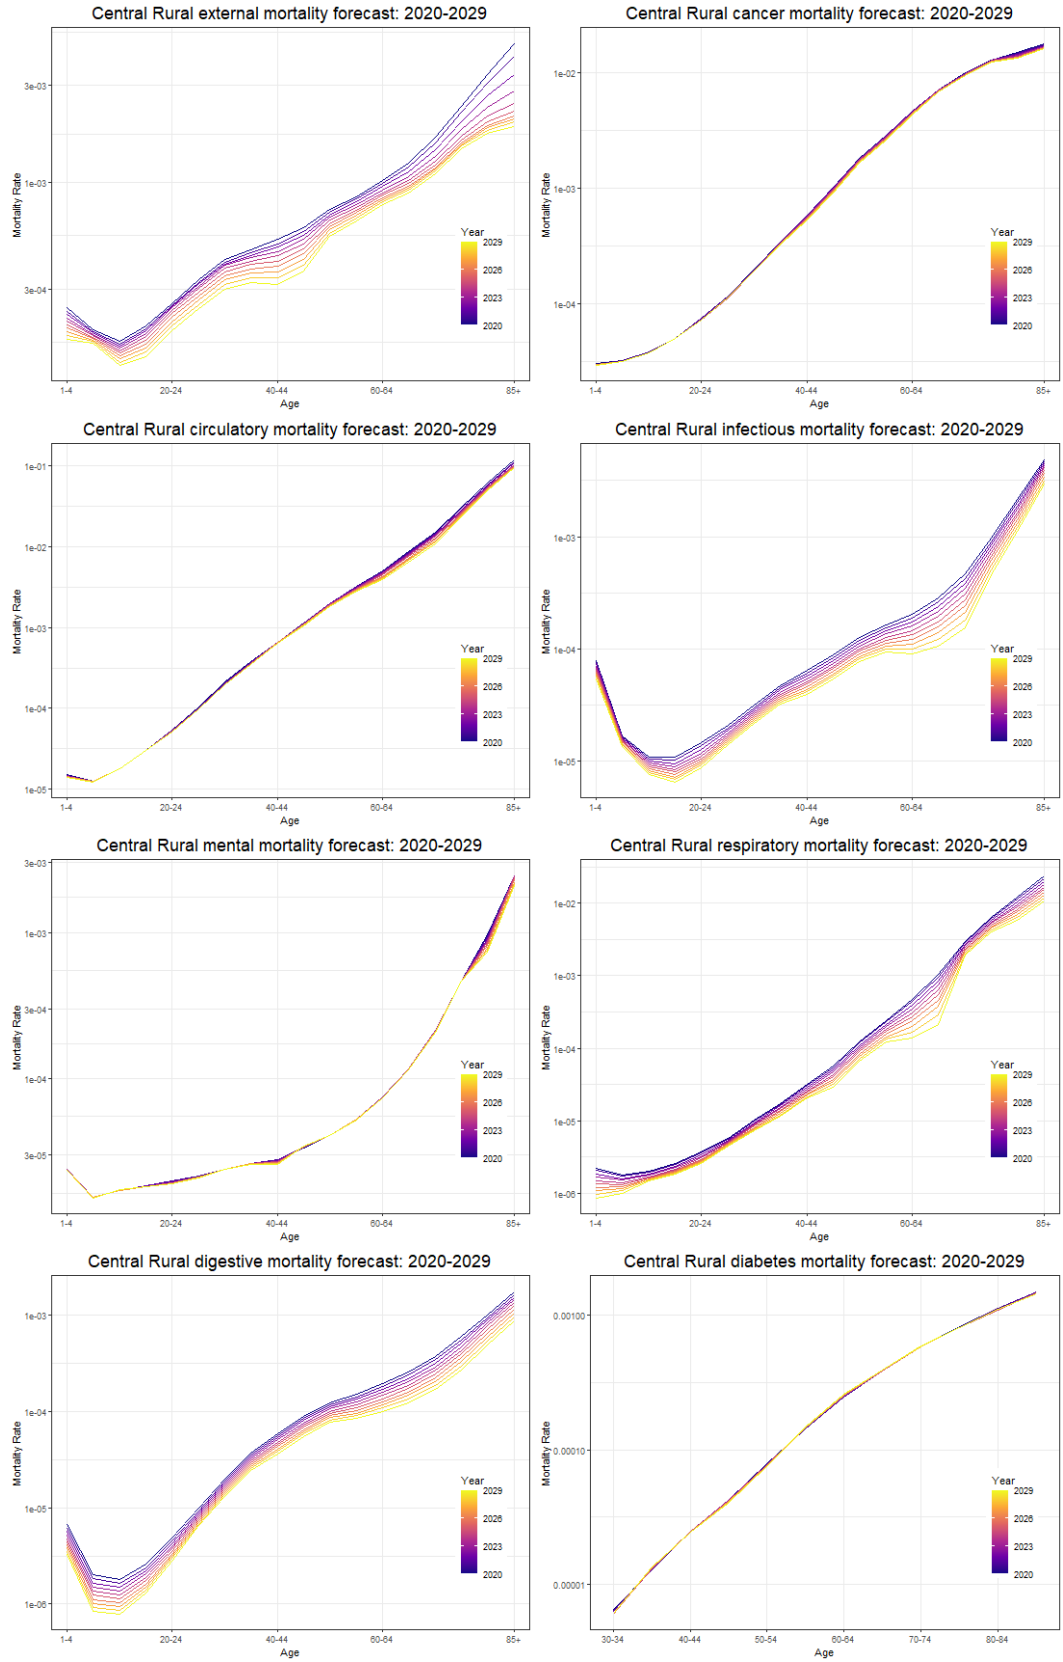 Central Rural external mortality forecast: 2020-2029
Mortality Rate
3e-03
1e-03
3e-04
Year
2029
2026
2023
2020
1-4
20-24
40-44
60-64
85+
Age
Central Rural cancer mortality forecast: 2020-2029
Mortality Rate
1e-02
1e-03
1e-04
Year
2029
2026
2023
2020
1-4
20-24
40-44
60-64
85+
Age
Central Rural circulatory mortality forecast: 2020-2029
Mortality Rate
1e-01
1e-02
1e-03
1e-04
1e-05
Year
2029
2026
2023
2020
1-4
20-24
40-44
60-64
85+
Age
Central Rural infectious mortality forecast: 2020-2029
Mortality Rate
1e-03
1e-04
1e-05
Year
2029
2026
2023
2020
1-4
20-24
40-44
60-64
85+
Age
Central Rural mental mortality forecast: 2020-2029
Mortality Rate
3e-03
1e-03
3e-04
1e-04
3e-05
Year
2029
2026
2023
2020
1-4
20-24
40-44
60-64
85+
Age
Central Rural respiratory mortality forecast: 2020-2029
Mortality Rate
1e-02
1e-03
1e-04
1e-05
1e-06
Year
2029
2026
2023
2020
1-4
20-24
40-44
60-64
85+
Age
Central Rural digestive mortality forecast: 2020-2029
Mortality Rate
1e-03
1e-04
1e-05
1e-06
Year
2029
2026
2023
2020
1-4
20-24
40-44
60-64
85+
Age
Central Rural diabetes mortality forecast: 2020-2029
Mortality Rate
0.00100
0.00010
0.00001
Year
2029
2026
2023
2020
30-34
40-44
50-54
60-64
70-74
80-84
Age